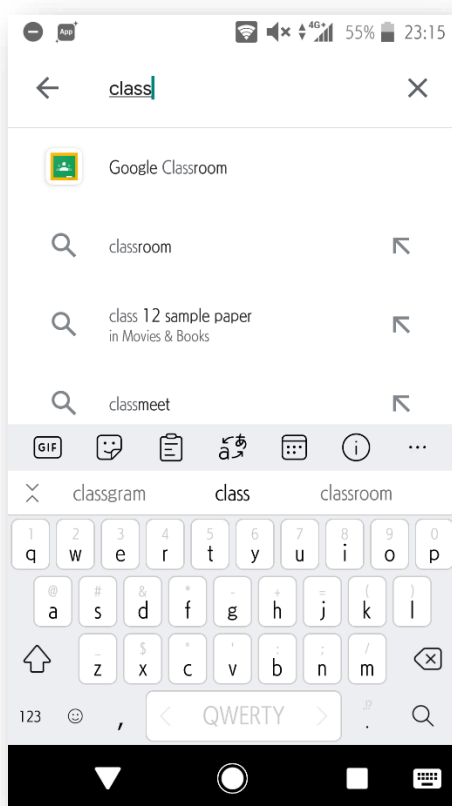 App 4G+ 55% 23:15
class
Google Classroom
classroom
class 12 sample paper
in Movies & Books
classmeet
GIF
classgram class classroom
1 2 3 4 5 6 7 8 9 0
q w e r t y u i o p
@ # & * - + = ( )
a s d f g h j k l
_ $ " ' : ; /
z x c v b n m
123 , < QWERTY > .!? .